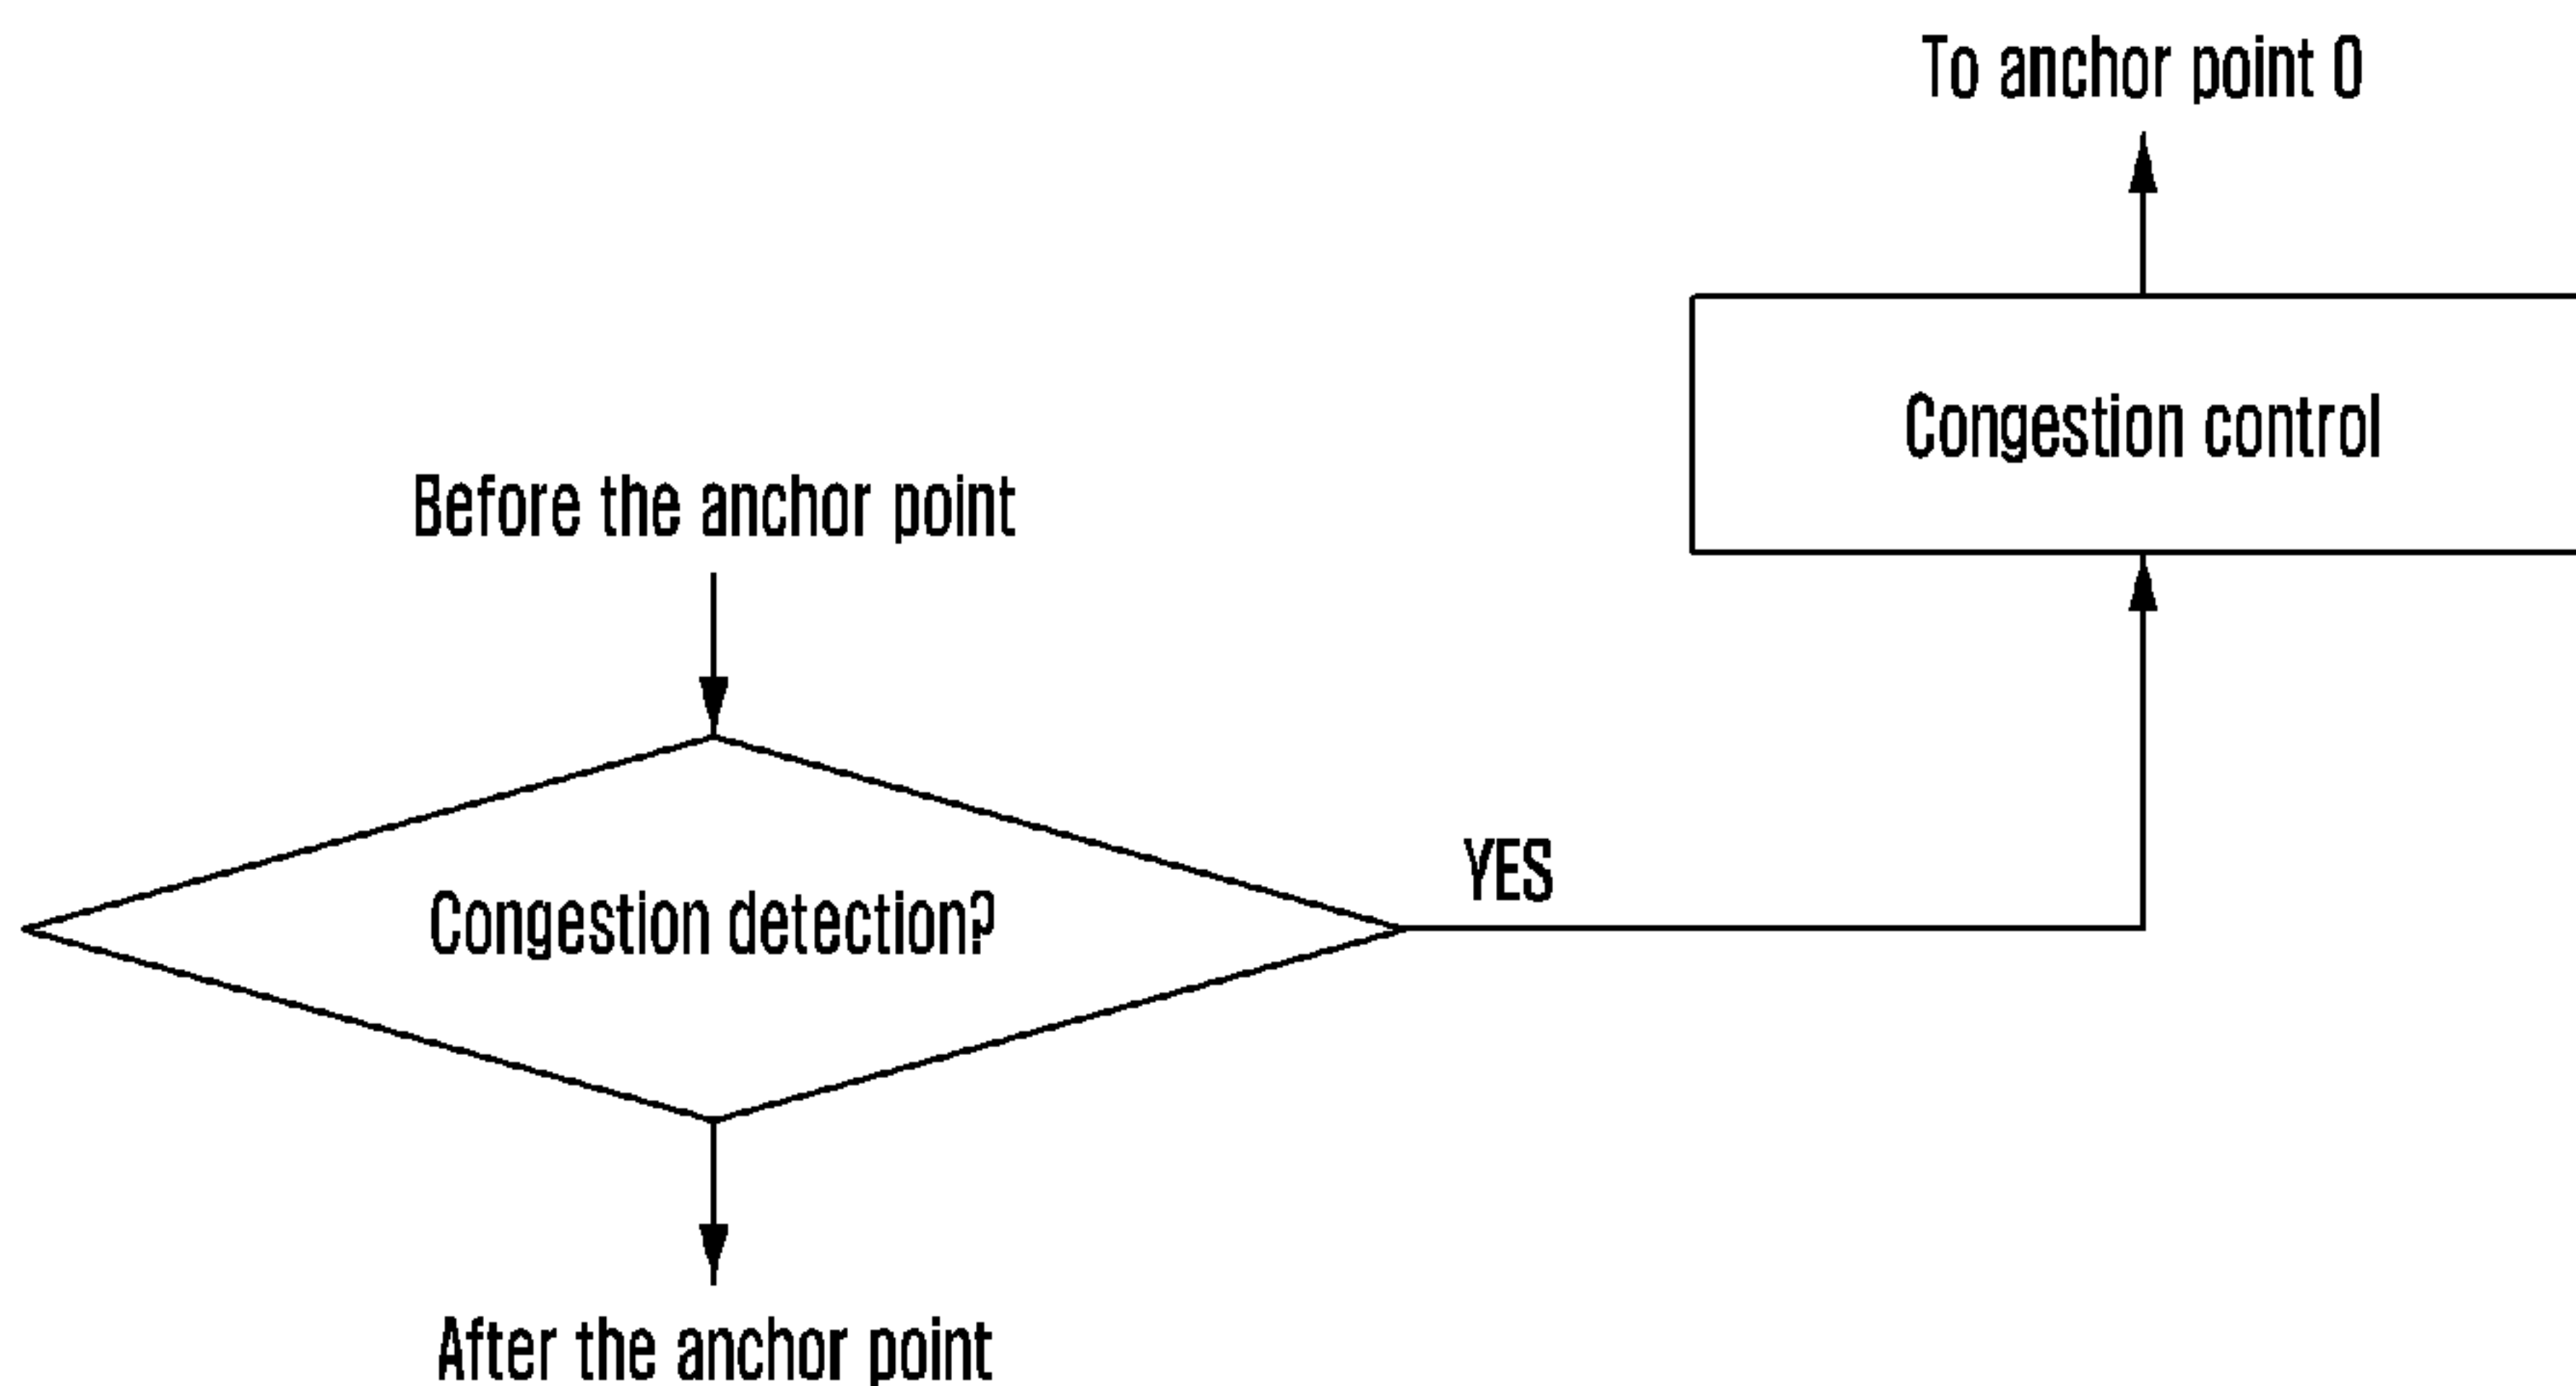 To anchor point 0
Congestion control
Before the anchor point
YES
Congestion detection?
After the anchor point